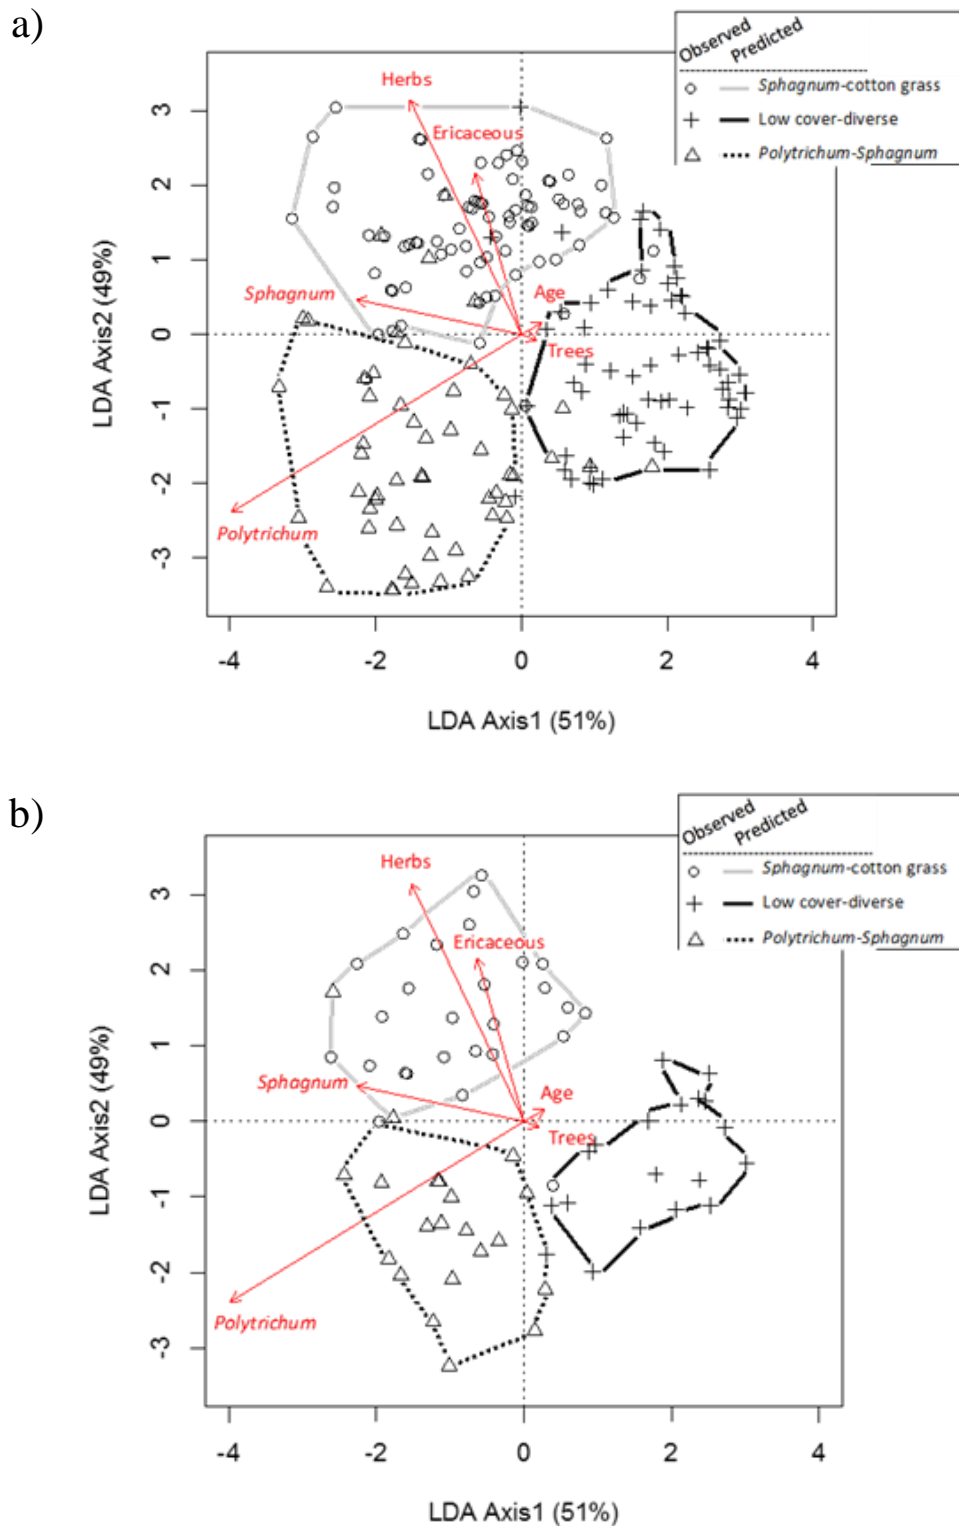 a)
Observed Predicted
Sphagnum-cotton grass
Low cover-diverse
Polytrichum-Sphagnum
Herbs
Ericaceous
Sphagnum
Age
Trees
Polytrichum
LDA Axis2 (49%)
3
2
1
0
-1
-2
-3
-4 -2 0 2 4
LDA Axis1 (51%)
b)
Observed Predicted
Sphagnum-cotton grass
Low cover-diverse
Polytrichum-Sphagnum
Herbs
Ericaceous
Sphagnum
Age
Trees
Polytrichum
LDA Axis2 (49%)
3
2
1
0
-1
-2
-3
-4 -2 0 2 4
LDA Axis1 (51%)